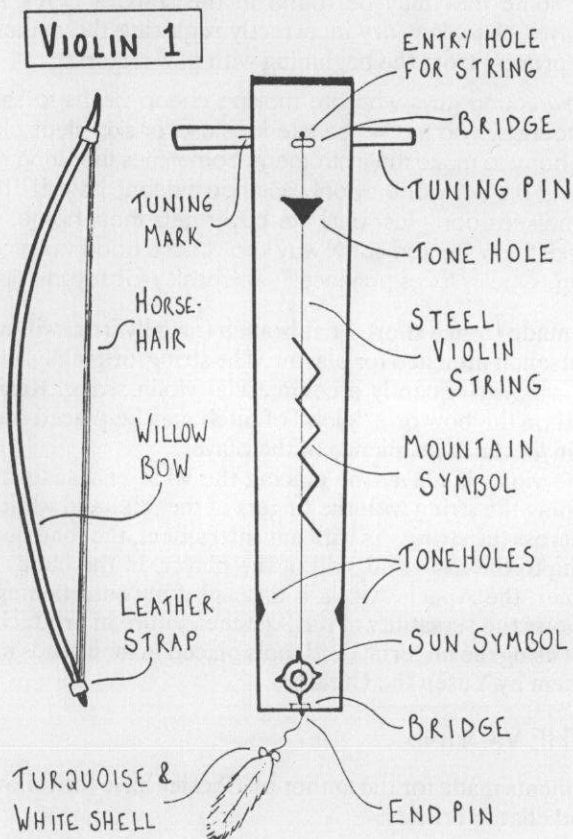 VIOLIN 1
ENTRY HOLE
FOR STRING
BRIDGE
TUNING PIN
TUNING
MARK
TONE HOLE
HORSE-
HAIR
STEEL
VIOLIN
STRING
WILLOW
BOW
MOUNTAIN
SYMBOL
TONEHOLES
LEATHER
STRAP
SUN SYMBOL
BRIDGE
TURQUOISE &
WHITE SHELL
END PIN